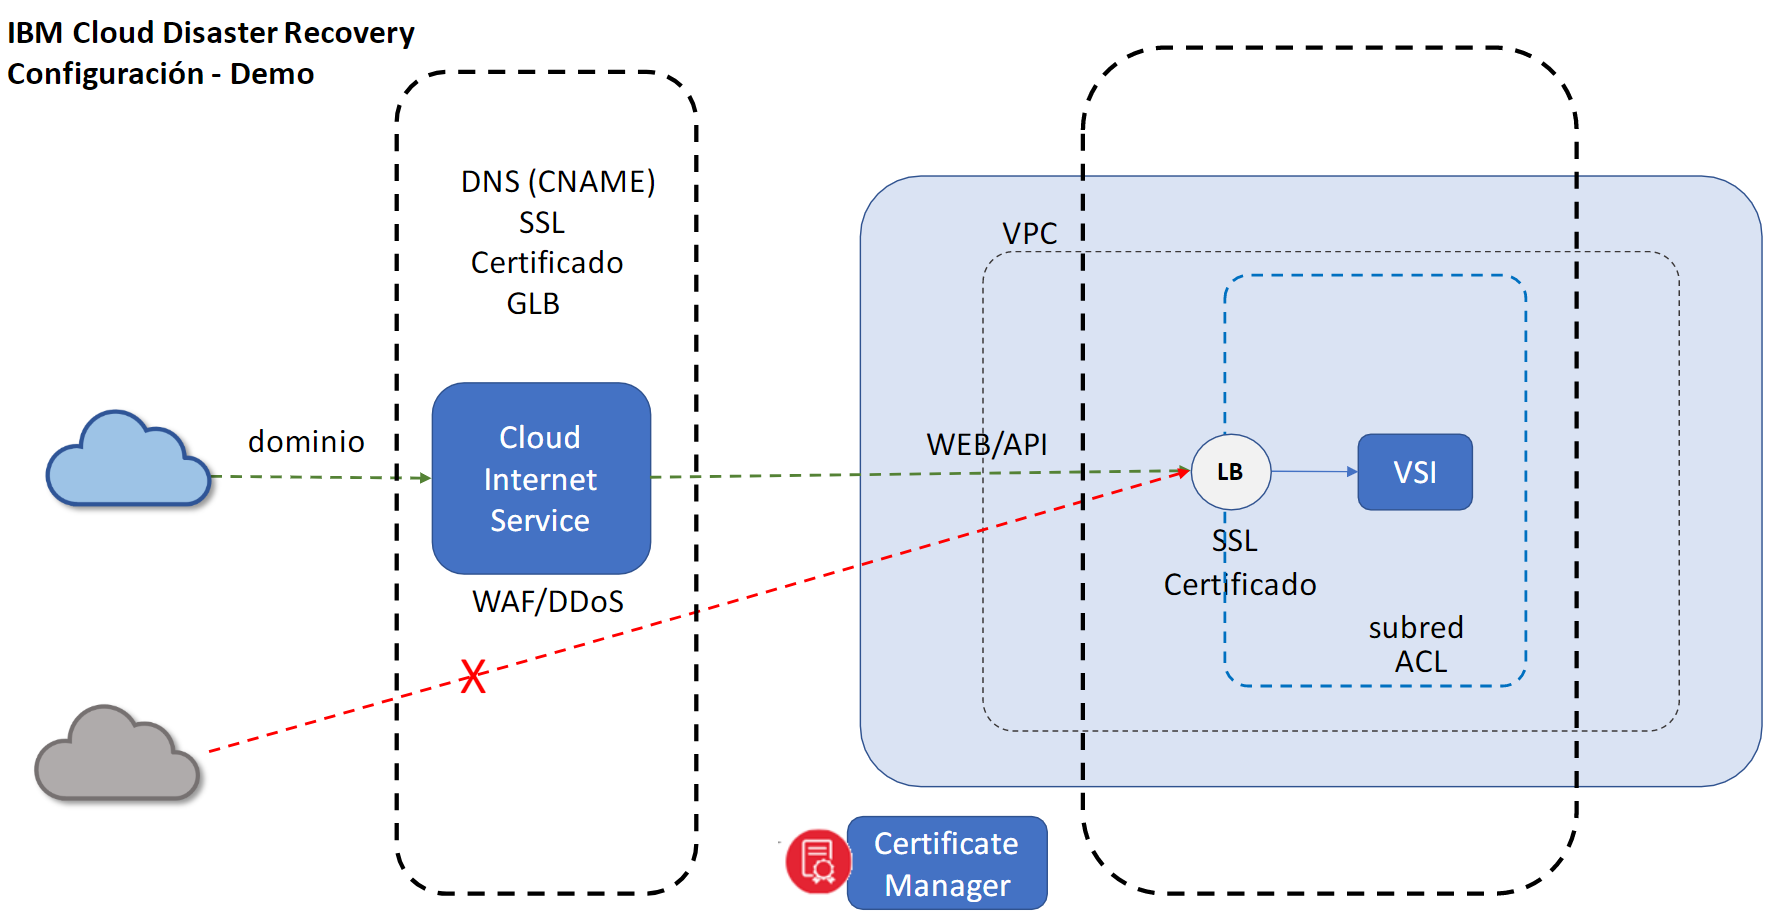 IBM Cloud Disaster Recovery
Configuración - Demo
DNS (CNAME)
SSL
Certificado
GLB
dominio
Cloud
Internet
Service
WAF/DDoS
X
VPC
WEB/API
LB
VSI
SSL
Certificado
subred
ACL
Certificate
Manager